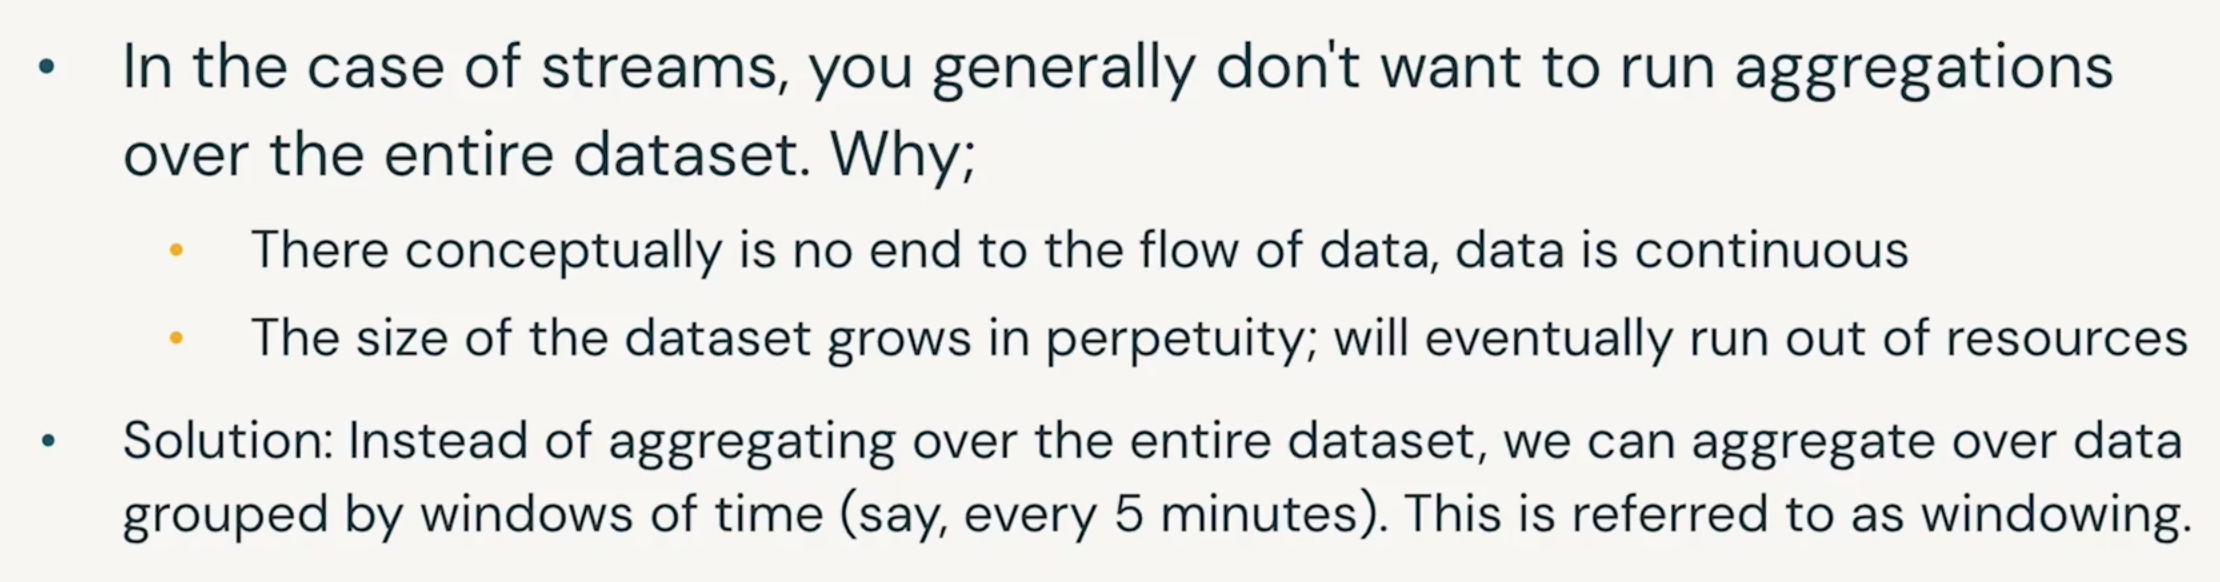 • In the case of streams, you generally don't want to run aggregations
over the entire dataset. Why;
• There conceptually is no end to the flow of data, data is continuous
• The size of the dataset grows in perpetuity; will eventually run out of resources
• Solution: Instead of aggregating over the entire dataset, we can aggregate over data
grouped by windows of time (say, every 5 minutes). This is referred to as windowing.